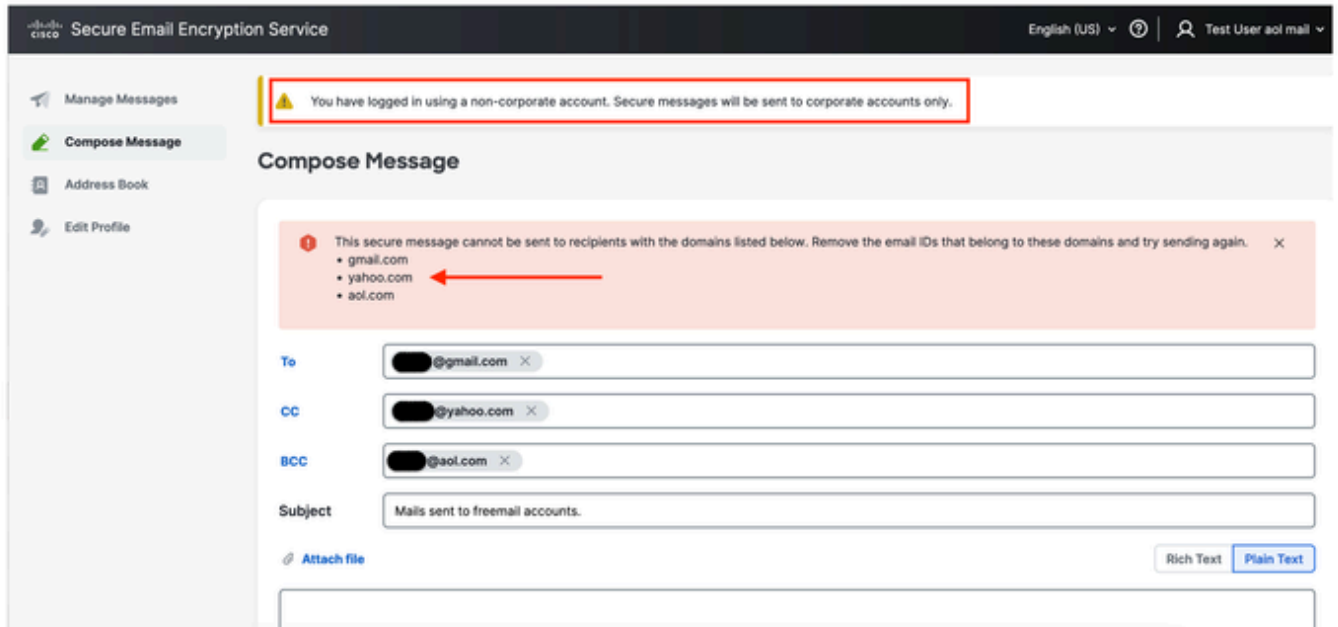 cisco Secure Email Encryption Service
English (US)
Test User aol mail
Manage Messages
Compose Message
Address Book
Edit Profile
You have logged in using a non-corporate account. Secure messages will be sent to corporate accounts only.
Compose Message
This secure message cannot be sent to recipients with the domains listed below. Remove the email IDs that belong to these domains and try sending again.
• gmail.com
• yahoo.com
• aol.com
To @gmail.com
CC @yahoo.com
BCC @aol.com
Subject Mails sent to freemail accounts.
Attach file
Rich Text Plain Text